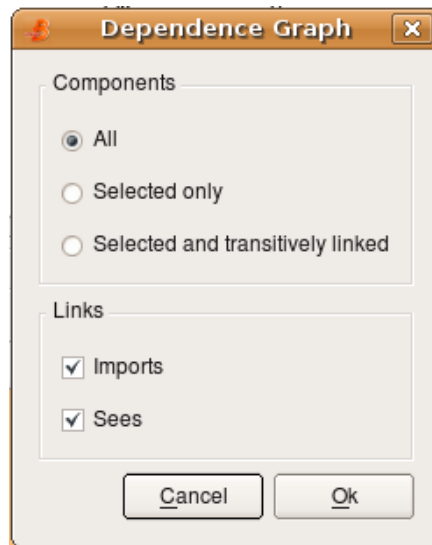 Dependence Graph
Components
All
Selected only
Selected and transitively linked
Links
Imports
Sees
Cancel
Ok